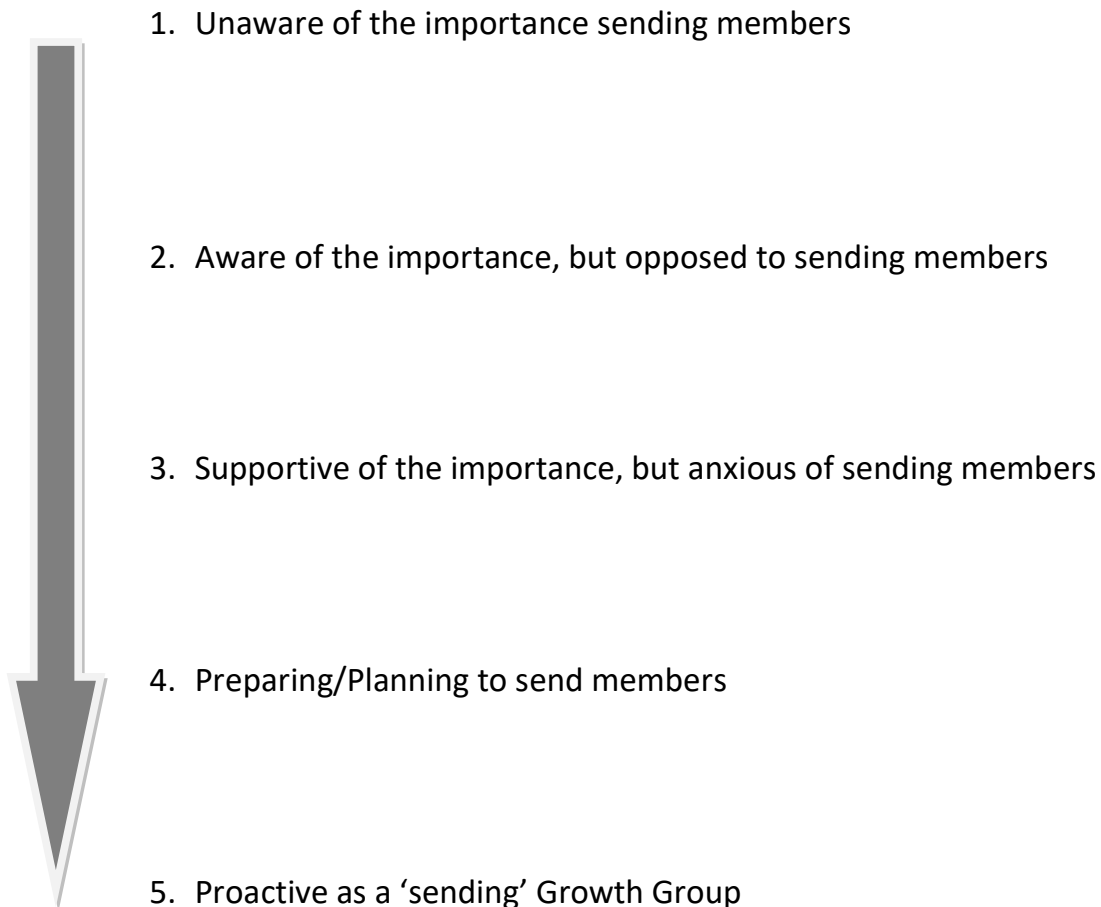 1. Unaware of the importance sending members
2. Aware of the importance, but opposed to sending members
3. Supportive of the importance, but anxious of sending members
4. Preparing/Planning to send members
5. Proactive as a ‘sending’ Growth Group